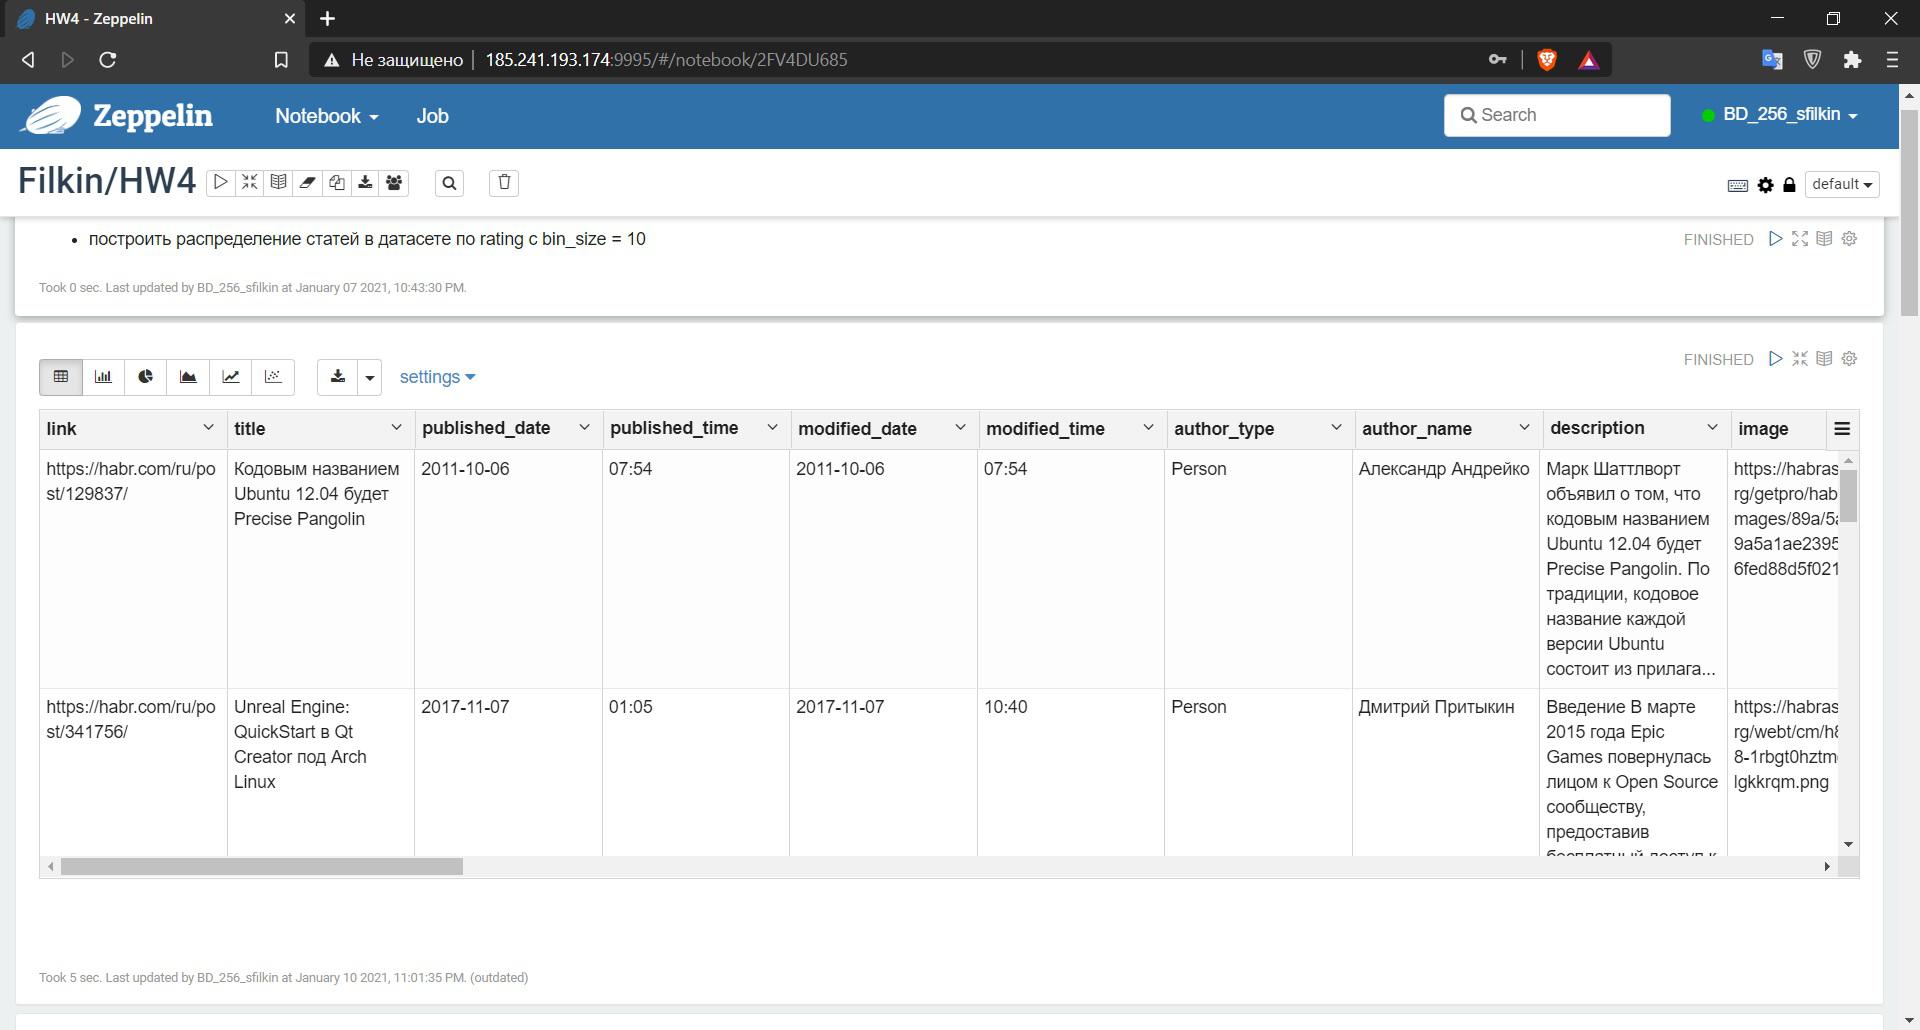 HW4 - Zeppelin
Не защищено 185.241.193.174:9995/#/notebook/2FV4DU685
Zeppelin Notebook Job Search BD_256_sfilkin
Filkin/HW4 default
• построить распределение статей в датасете по rating с bin_size = 10 FINISHED
Took 0 sec. Last updated by BD_256_sfilkin at January 07 2021, 10:43:30 PM.
FINISHED
settings
link title published_date published_time modified_date modified_time author_type author_name description image
https://habr.com/ru/po
st/129837/
Кодовым названием
Ubuntu 12.04 будет
Precise Pangolin
2011-10-06
07:54
2011-10-06
07:54
Person
Александр Андрейко
Марк Шаттлворт
объявил о том, что
кодовым названием
Ubuntu 12.04 будет
Precise Pangolin. По
традиции, кодовое
название каждой
версии Ubuntu
состоит из прилага...
https://habras
rg/getpro/hab
mages/89a/5
9a5a1ae2395
6fed88d5f021
https://habr.com/ru/po
st/341756/
Unreal Engine:
QuickStart в Qt
Creator под Arch
Linux
2017-11-07
01:05
2017-11-07
10:40
Person
Дмитрий Притыкин
Введение В марте
2015 года Epic
Games повернулась
лицом к Open Source
сообществу,
предоставив
бесплатный доступ к
https://habras
rg/webt/cm/h
8-1rbgt0hztm
lgkkrqm.png
Took 5 sec. Last updated by BD_256_sfilkin at January 10 2021, 11:01:35 PM. (outdated)